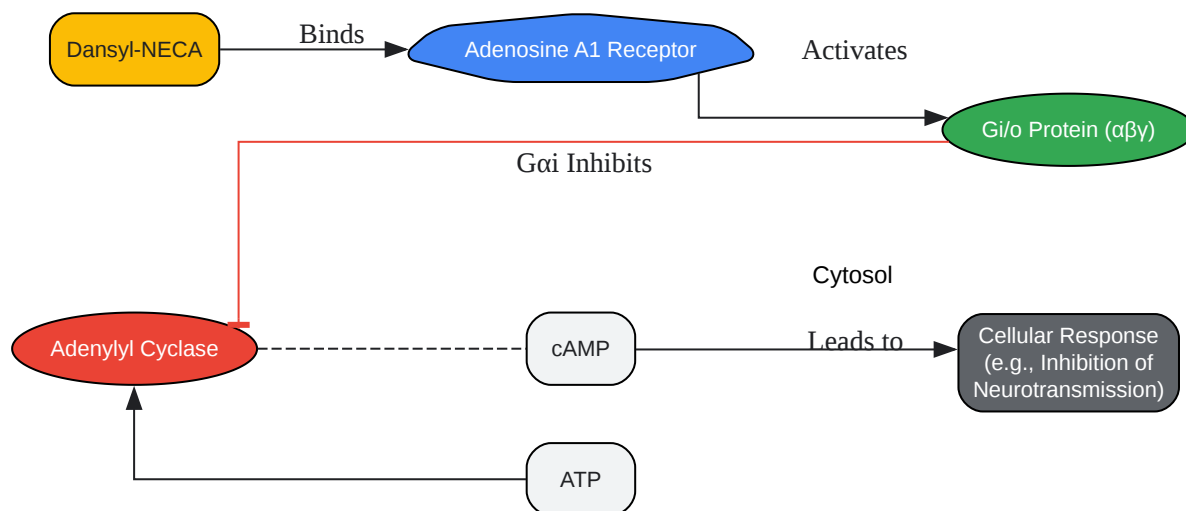 Dansyl-NECA
Binds
Adenosine A1 Receptor
Activates
Gi/o Protein (αβγ)
Gαi Inhibits
Cytosol
Adenylyl Cyclase
cAMP
Leads to
Cellular Response
(e.g., Inhibition of
Neurotransmission)
ATP